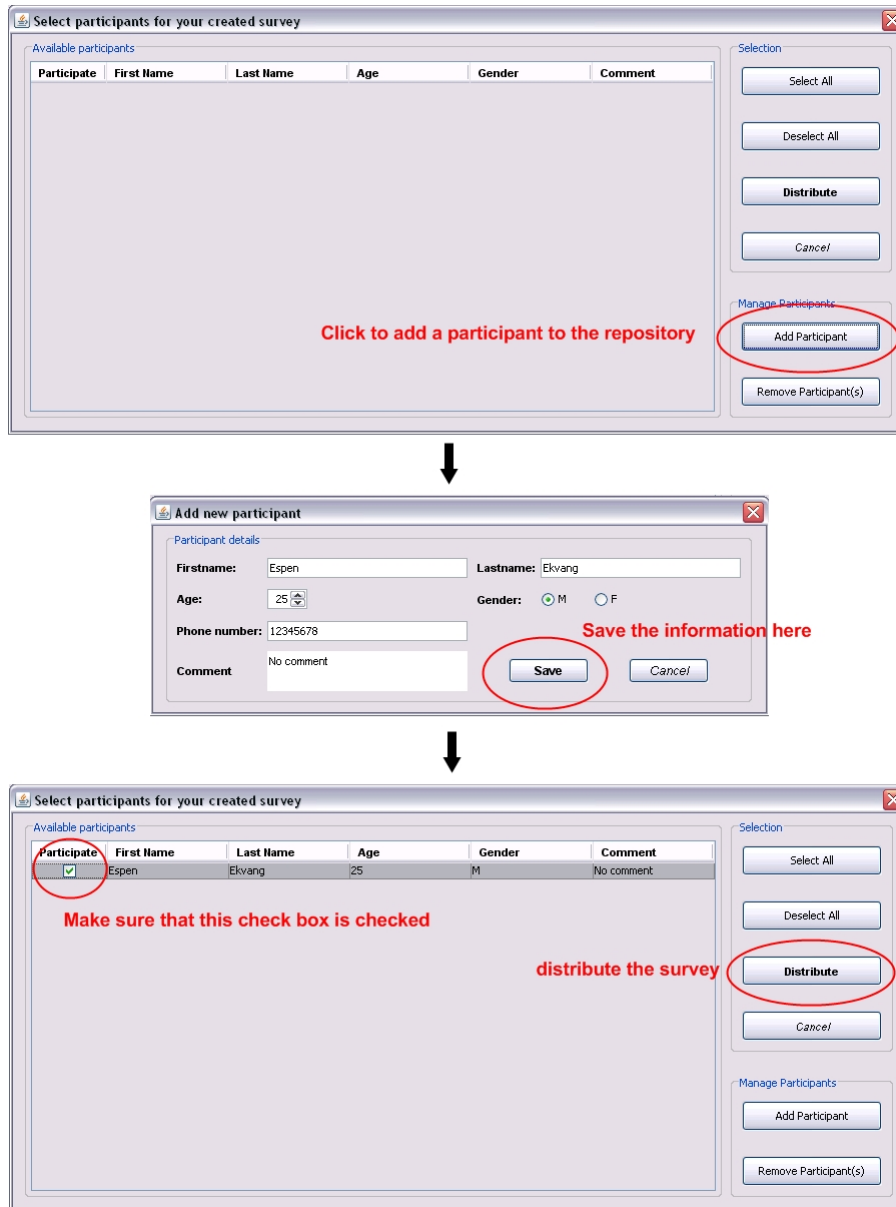 Select participants for your created survey
Available participants
Selection
Participate First Name Last Name Age Gender Comment
Select All
Deselect All
Distribute
Cancel
Manage Participants
Click to add a participant to the repository
Add Participant
Remove Participant(s)
Add new participant
Participant details
Firstname: Espen Lastname: Ekvang
Age: 25 Gender: M F
Phone number: 12345678
Save the information here
Comment No comment Save Cancel
Select participants for your created survey
Available participants
Selection
Participate First Name Last Name Age Gender Comment
Espen Ekvang 25 M No comment
Select All
Make sure that this check box is checked
Deselect All
distribute the survey
Distribute
Cancel
Manage Participants
Add Participant
Remove Participant(s)